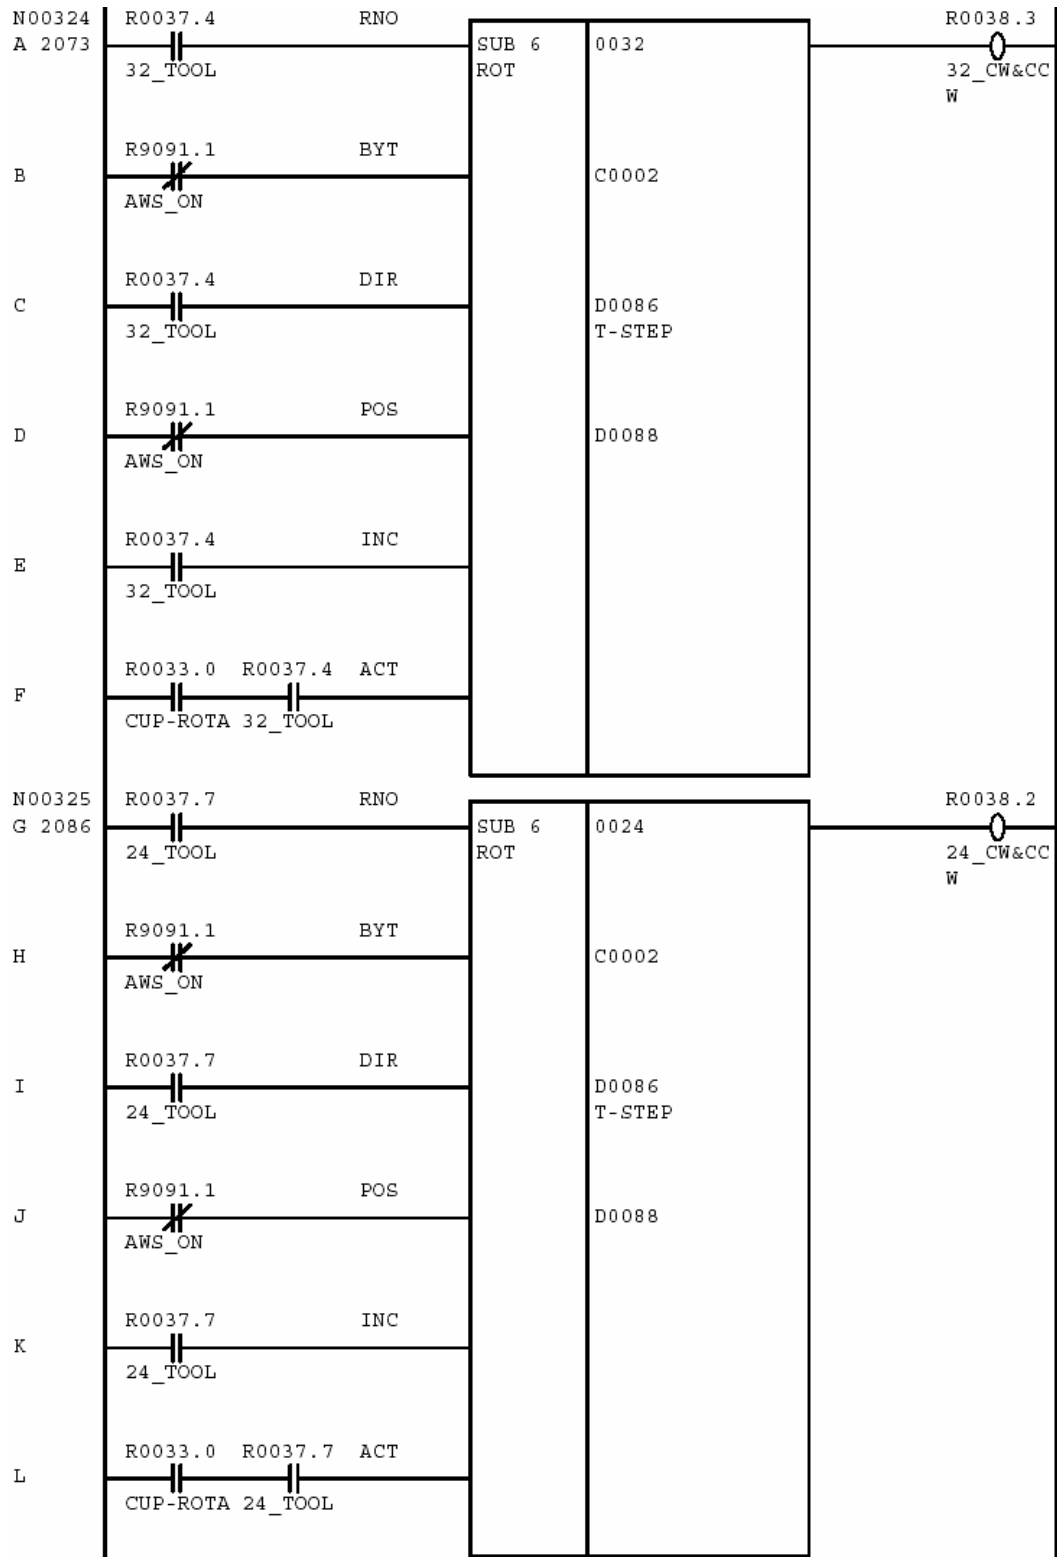 N00324 R0037.4 RNO R0038.3
A 2073 SUB 6 0032
32_TOOL ROT 32_CW&CC
W
R9091.1 BYT
B C0002
AWS_ON
R0037.4 DIR
C D0086
32_TOOL T-STEP
R9091.1 POS
D D0088
AWS_ON
R0037.4 INC
E
32_TOOL
R0033.0 R0037.4 ACT
F
CUP-ROTA 32_TOOL
N00325 R0037.7 RNO R0038.2
G 2086 SUB 6 0024
24_TOOL ROT 24_CW&CC
W
R9091.1 BYT
H C0002
AWS_ON
R0037.7 DIR
I D0086
24_TOOL T-STEP
R9091.1 POS
J D0088
AWS_ON
R0037.7 INC
K
24_TOOL
R0033.0 R0037.7 ACT
L
CUP-ROTA 24_TOOL